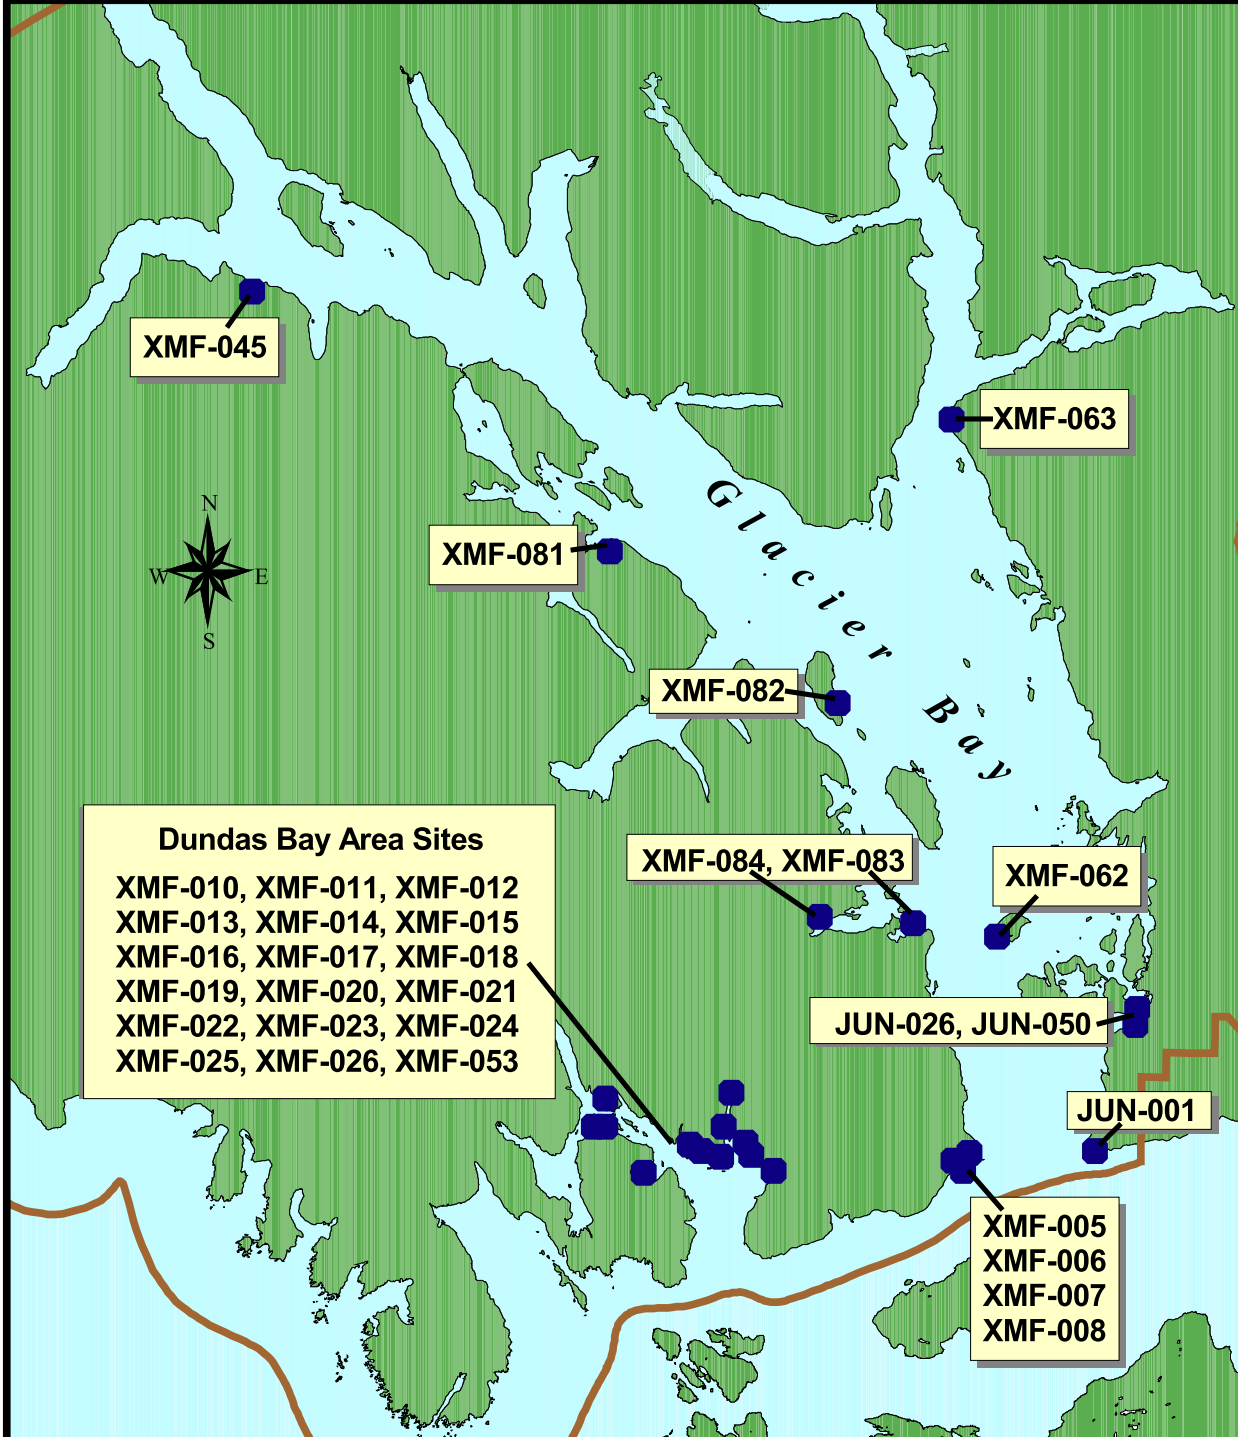 XMF-045
XMF-063
Glacier Bay
N
W E
S
XMF-081
XMF-082
Dundas Bay Area Sites
XMF-010, XMF-011, XMF-012
XMF-013, XMF-014, XMF-015
XMF-016, XMF-017, XMF-018
XMF-019, XMF-020, XMF-021
XMF-022, XMF-023, XMF-024
XMF-025, XMF-026, XMF-053
XMF-084, XMF-083
XMF-062
JUN-026, JUN-050
JUN-001
XMF-005
XMF-006
XMF-007
XMF-008